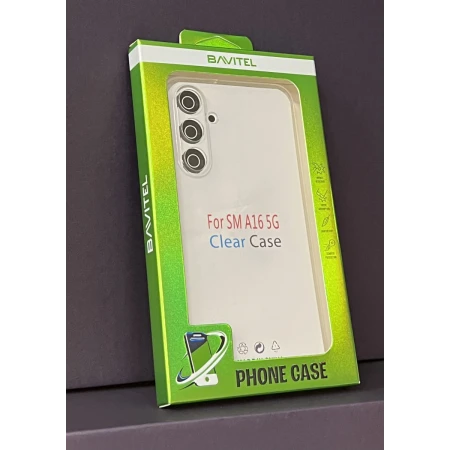 BAVITEL
BAVITEL
For SM A16 5G
Clear Case
PHONE CASE